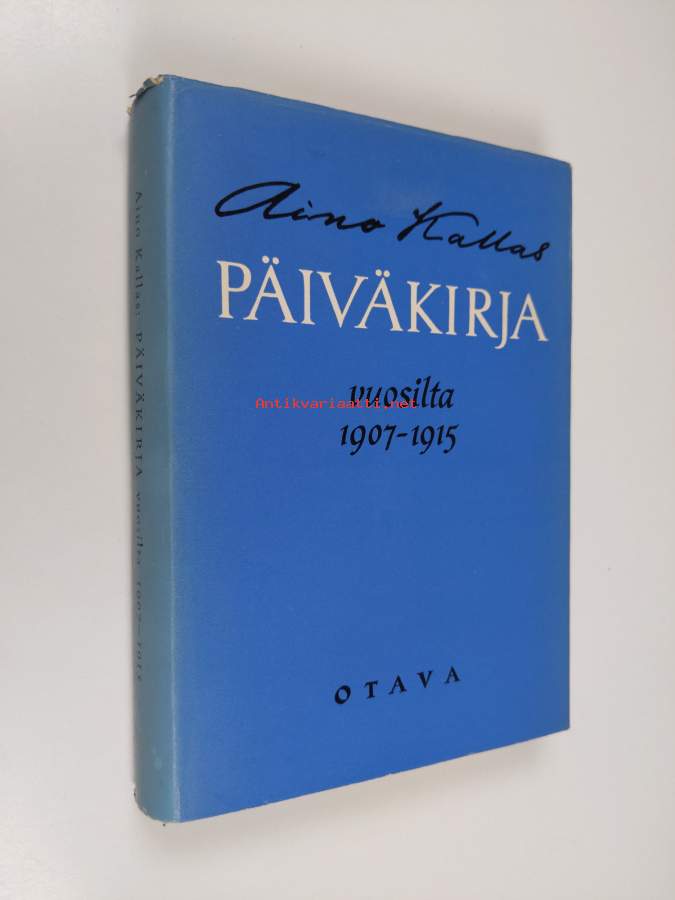 Aino Kallas
PÄIVÄKIRJA
vuosilta
Antikvariaatti.net
1907-1915
OTAVA
Aino Kallas: PÄIVÄKIRJA vuosilta 1907-1915